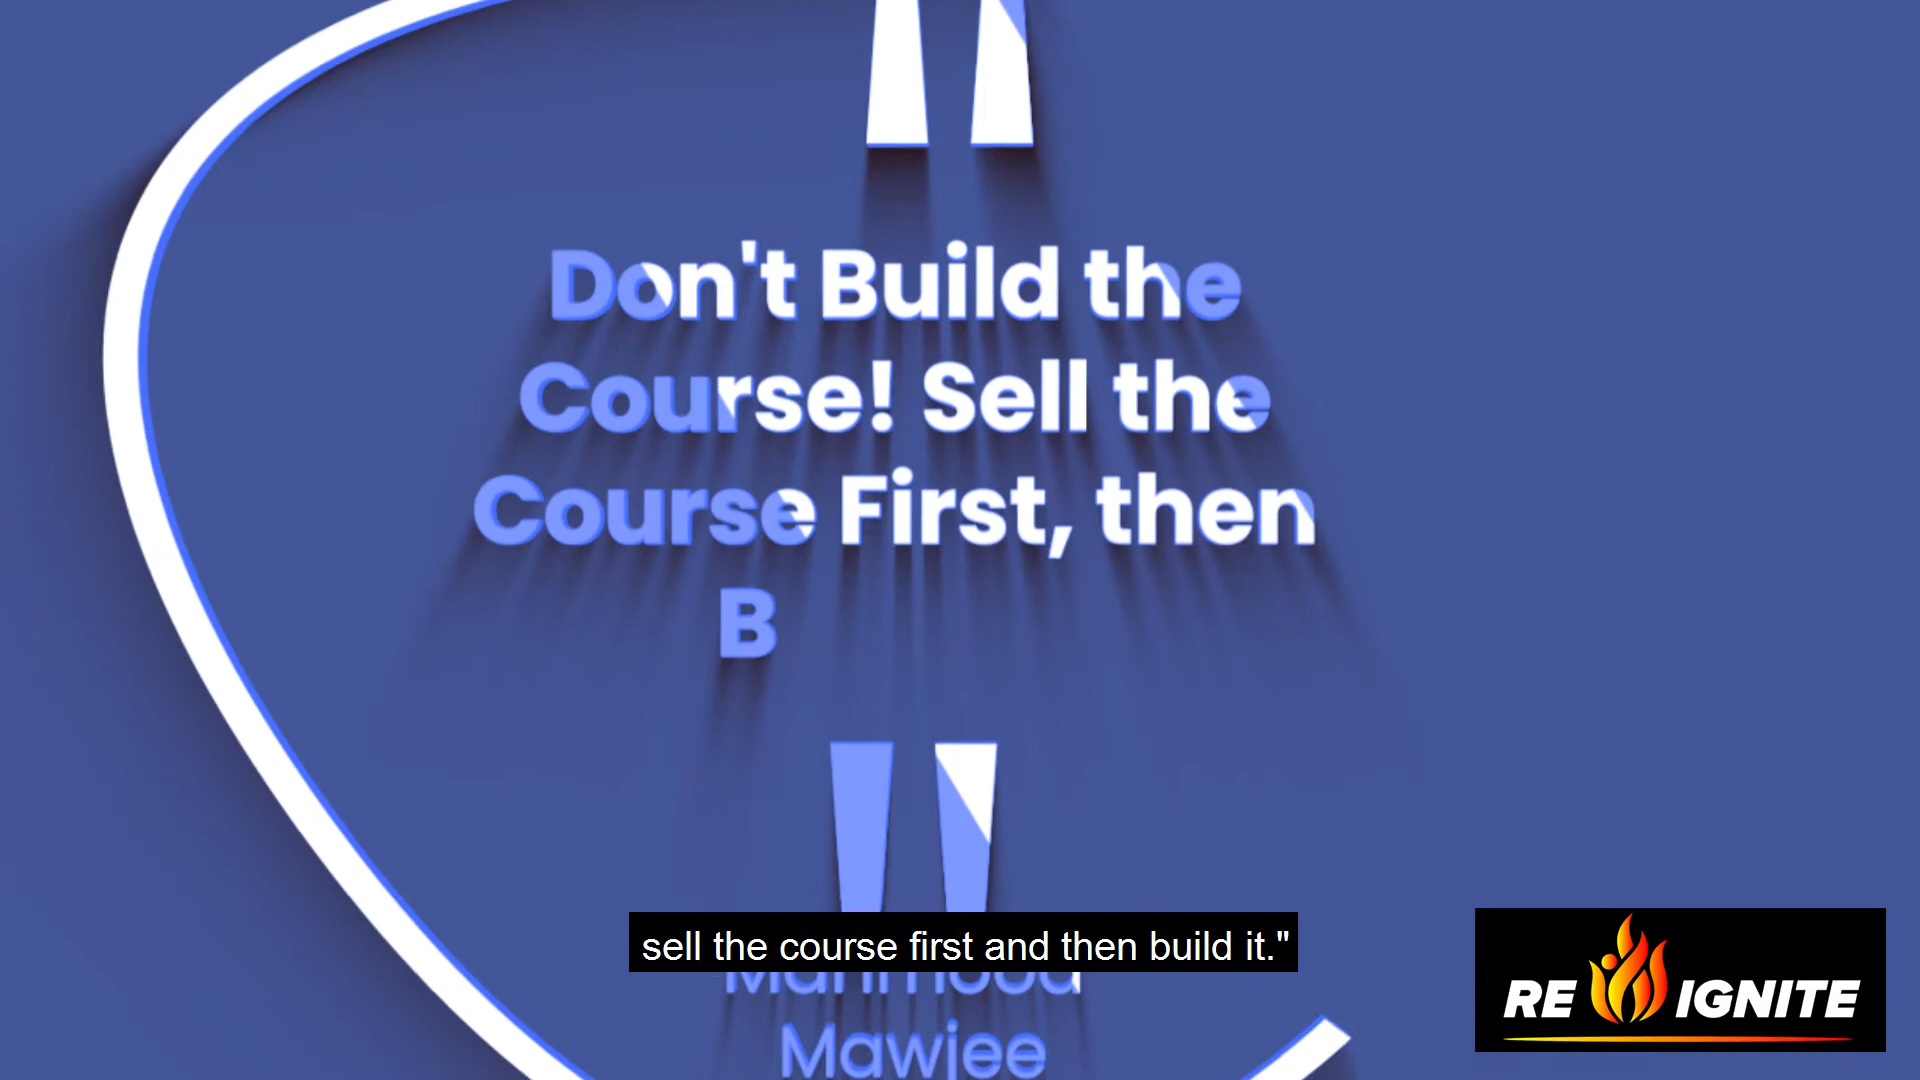 Don't Build the
Course! Sell the
Course First, then
B
sell the course first and then build it."
Mahmood
Mawjee
RE IGNITE